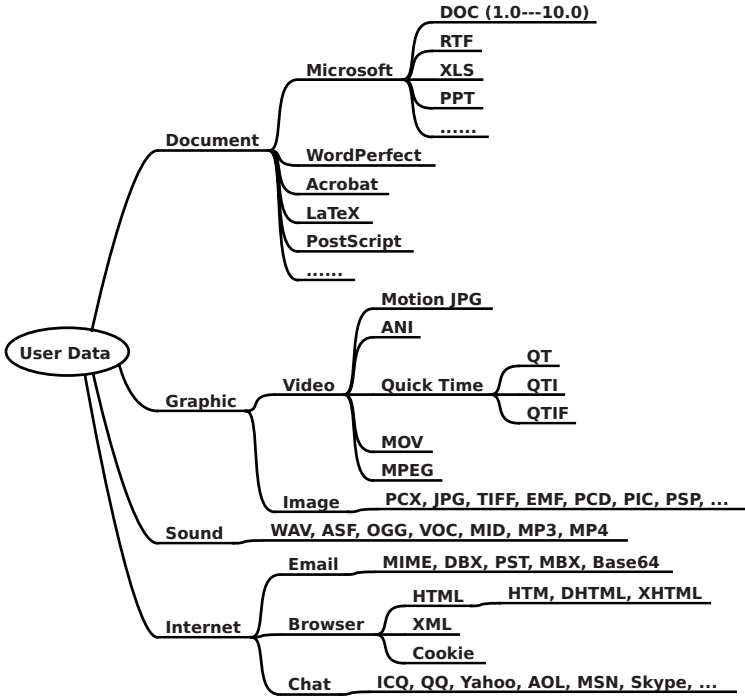 DOC (1.0---10.0)
RTF
Microsoft
XLS
PPT
......
Document
WordPerfect
Acrobat
LaTeX
PostScript
......
Motion JPG
ANI
QT
User Data
Video
Quick Time
QTI
Graphic
QTIF
MOV
MPEG
Image
PCX, JPG, TIFF, EMF, PCD, PIC, PSP, ...
Sound
WAV, ASF, OGG, VOC, MID, MP3, MP4
Email
MIME, DBX, PST, MBX, Base64
HTML
HTM, DHTML, XHTML
Internet
Browser
XML
Cookie
Chat
ICQ, QQ, Yahoo, AOL, MSN, Skype, ...